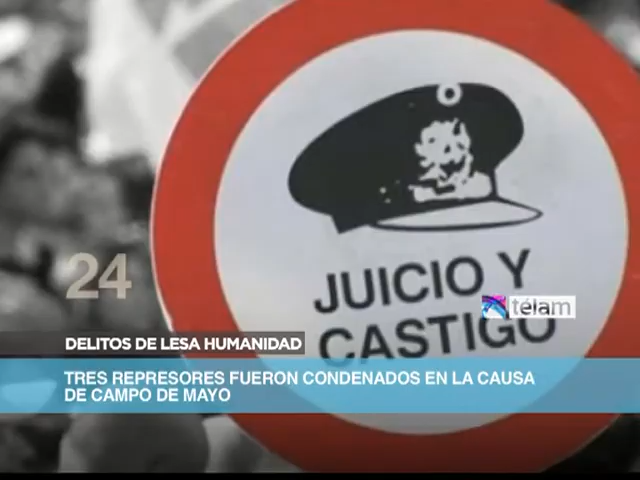 JUICIO Y
CASTIGO
24
télam
DELITOS DE LESA HUMANIDAD
TRES REPRESORES FUERON CONDENADOS EN LA CAUSA
DE CAMPO DE MAYO